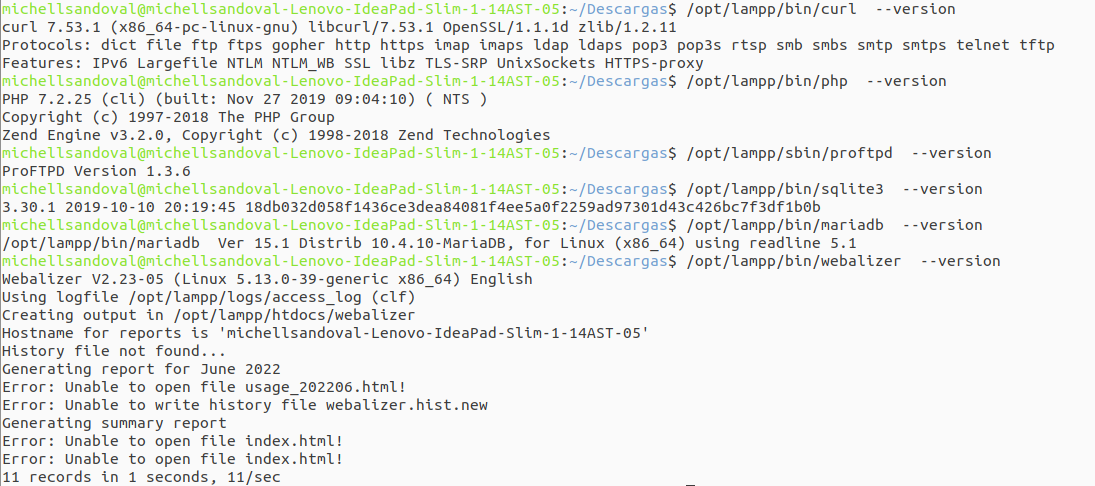 michellsandoval@michellsandoval-Lenovo-IdeaPad-Slim-1-14AST-05:~/Descargas$ /opt/lampp/bin/curl  --version
curl 7.53.1 (x86_64-pc-linux-gnu) libcurl/7.53.1 OpenSSL/1.1.1d zlib/1.2.11
Protocols: dict file ftp ftps gopher http https imap imaps ldap ldaps pop3 pop3s rtsp smb smbs smtp smtps telnet tftp
Features: IPv6 Largefile NTLM NTLM_WB SSL libz TLS-SRP UnixSockets HTTPS-proxy
michellsandoval@michellsandoval-Lenovo-IdeaPad-Slim-1-14AST-05:~/Descargas$ /opt/lampp/bin/php  --version
PHP 7.2.25 (cli) (built: Nov 27 2019 09:04:10) ( NTS )
Copyright (c) 1997-2018 The PHP Group
Zend Engine v3.2.0, Copyright (c) 1998-2018 Zend Technologies
michellsandoval@michellsandoval-Lenovo-IdeaPad-Slim-1-14AST-05:~/Descargas$ /opt/lampp/sbin/proftpd  --version
ProFTPD Version 1.3.6
michellsandoval@michellsandoval-Lenovo-IdeaPad-Slim-1-14AST-05:~/Descargas$ /opt/lampp/bin/sqlite3  --version
3.30.1 2019-10-10 20:19:45 18db032d058f1436ce3dea84081f4ee5a0f2259ad97301d43c426bc7f3df1b0b
michellsandoval@michellsandoval-Lenovo-IdeaPad-Slim-1-14AST-05:~/Descargas$ /opt/lampp/bin/mariadb  --version
/opt/lampp/bin/mariadb  Ver 15.1 Distrib 10.4.10-MariaDB, for Linux (x86_64) using readline 5.1
michellsandoval@michellsandoval-Lenovo-IdeaPad-Slim-1-14AST-05:~/Descargas$ /opt/lampp/bin/webalizer  --version
Webalizer V2.23-05 (Linux 5.13.0-39-generic x86_64) English
Using logfile /opt/lampp/logs/access_log (clf)
Creating output in /opt/lampp/htdocs/webalizer
Hostname for reports is 'michellsandoval-Lenovo-IdeaPad-Slim-1-14AST-05'
History file not found...
Generating report for June 2022
Error: Unable to open file usage_202206.html!
Error: Unable to write history file webalizer.hist.new
Generating summary report
Error: Unable to open file index.html!
Error: Unable to open file index.html!
11 records in 1 seconds, 11/sec